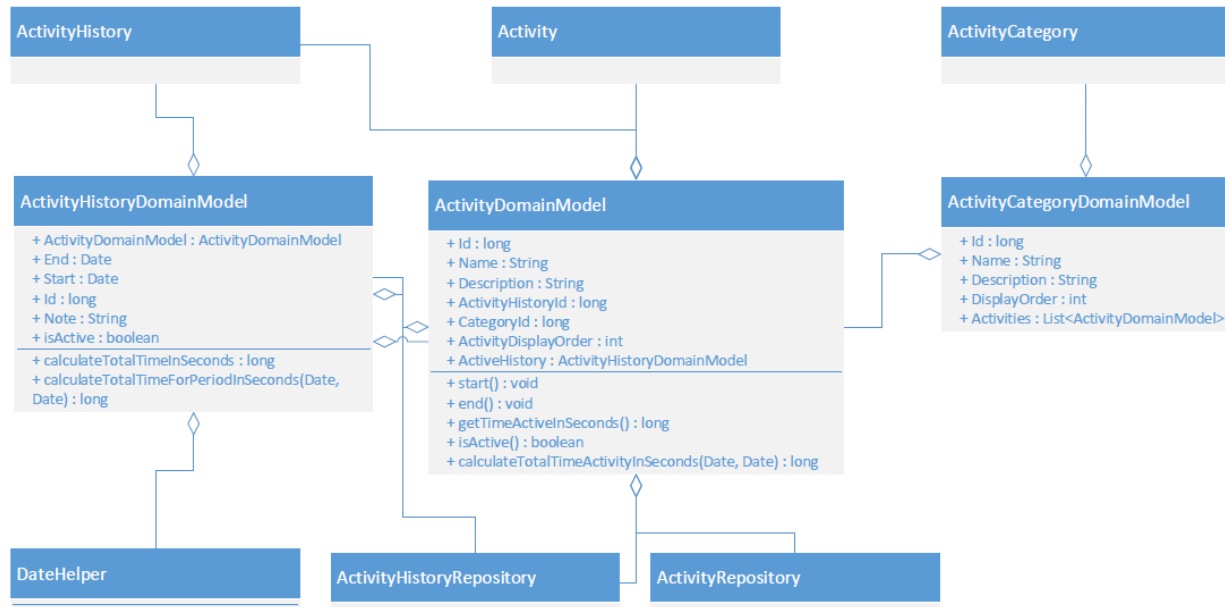 ActivityHistory
Activity
ActivityCategory
ActivityHistoryDomainModel
+ ActivityDomainModel : ActivityDomainModel
+ End : Date
+ Start : Date
+ Id : long
+ Note : String
+ isActive : boolean
+ calculateTotalTimeInSeconds : long
+ calculateTotalTimeForPeriodInSeconds(Date,
Date) : long
ActivityDomainModel
+ Id : long
+ Name : String
+ Description : String
+ ActivityHistoryId : long
+ CategoryId : long
+ ActivityDisplayOrder : int
+ ActiveHistory : ActivityHistoryDomainModel
+ start() : void
+ end() : void
+ getTimeActiveInSeconds() : long
+ isActive() : boolean
+ calculateTotalTimeActivityInSeconds(Date, Date) : long
ActivityCategoryDomainModel
+ Id : long
+ Name : String
+ Description : String
+ DisplayOrder : int
+ Activities : List<ActivityDomainModel>
DateHelper
ActivityHistoryRepository
ActivityRepository